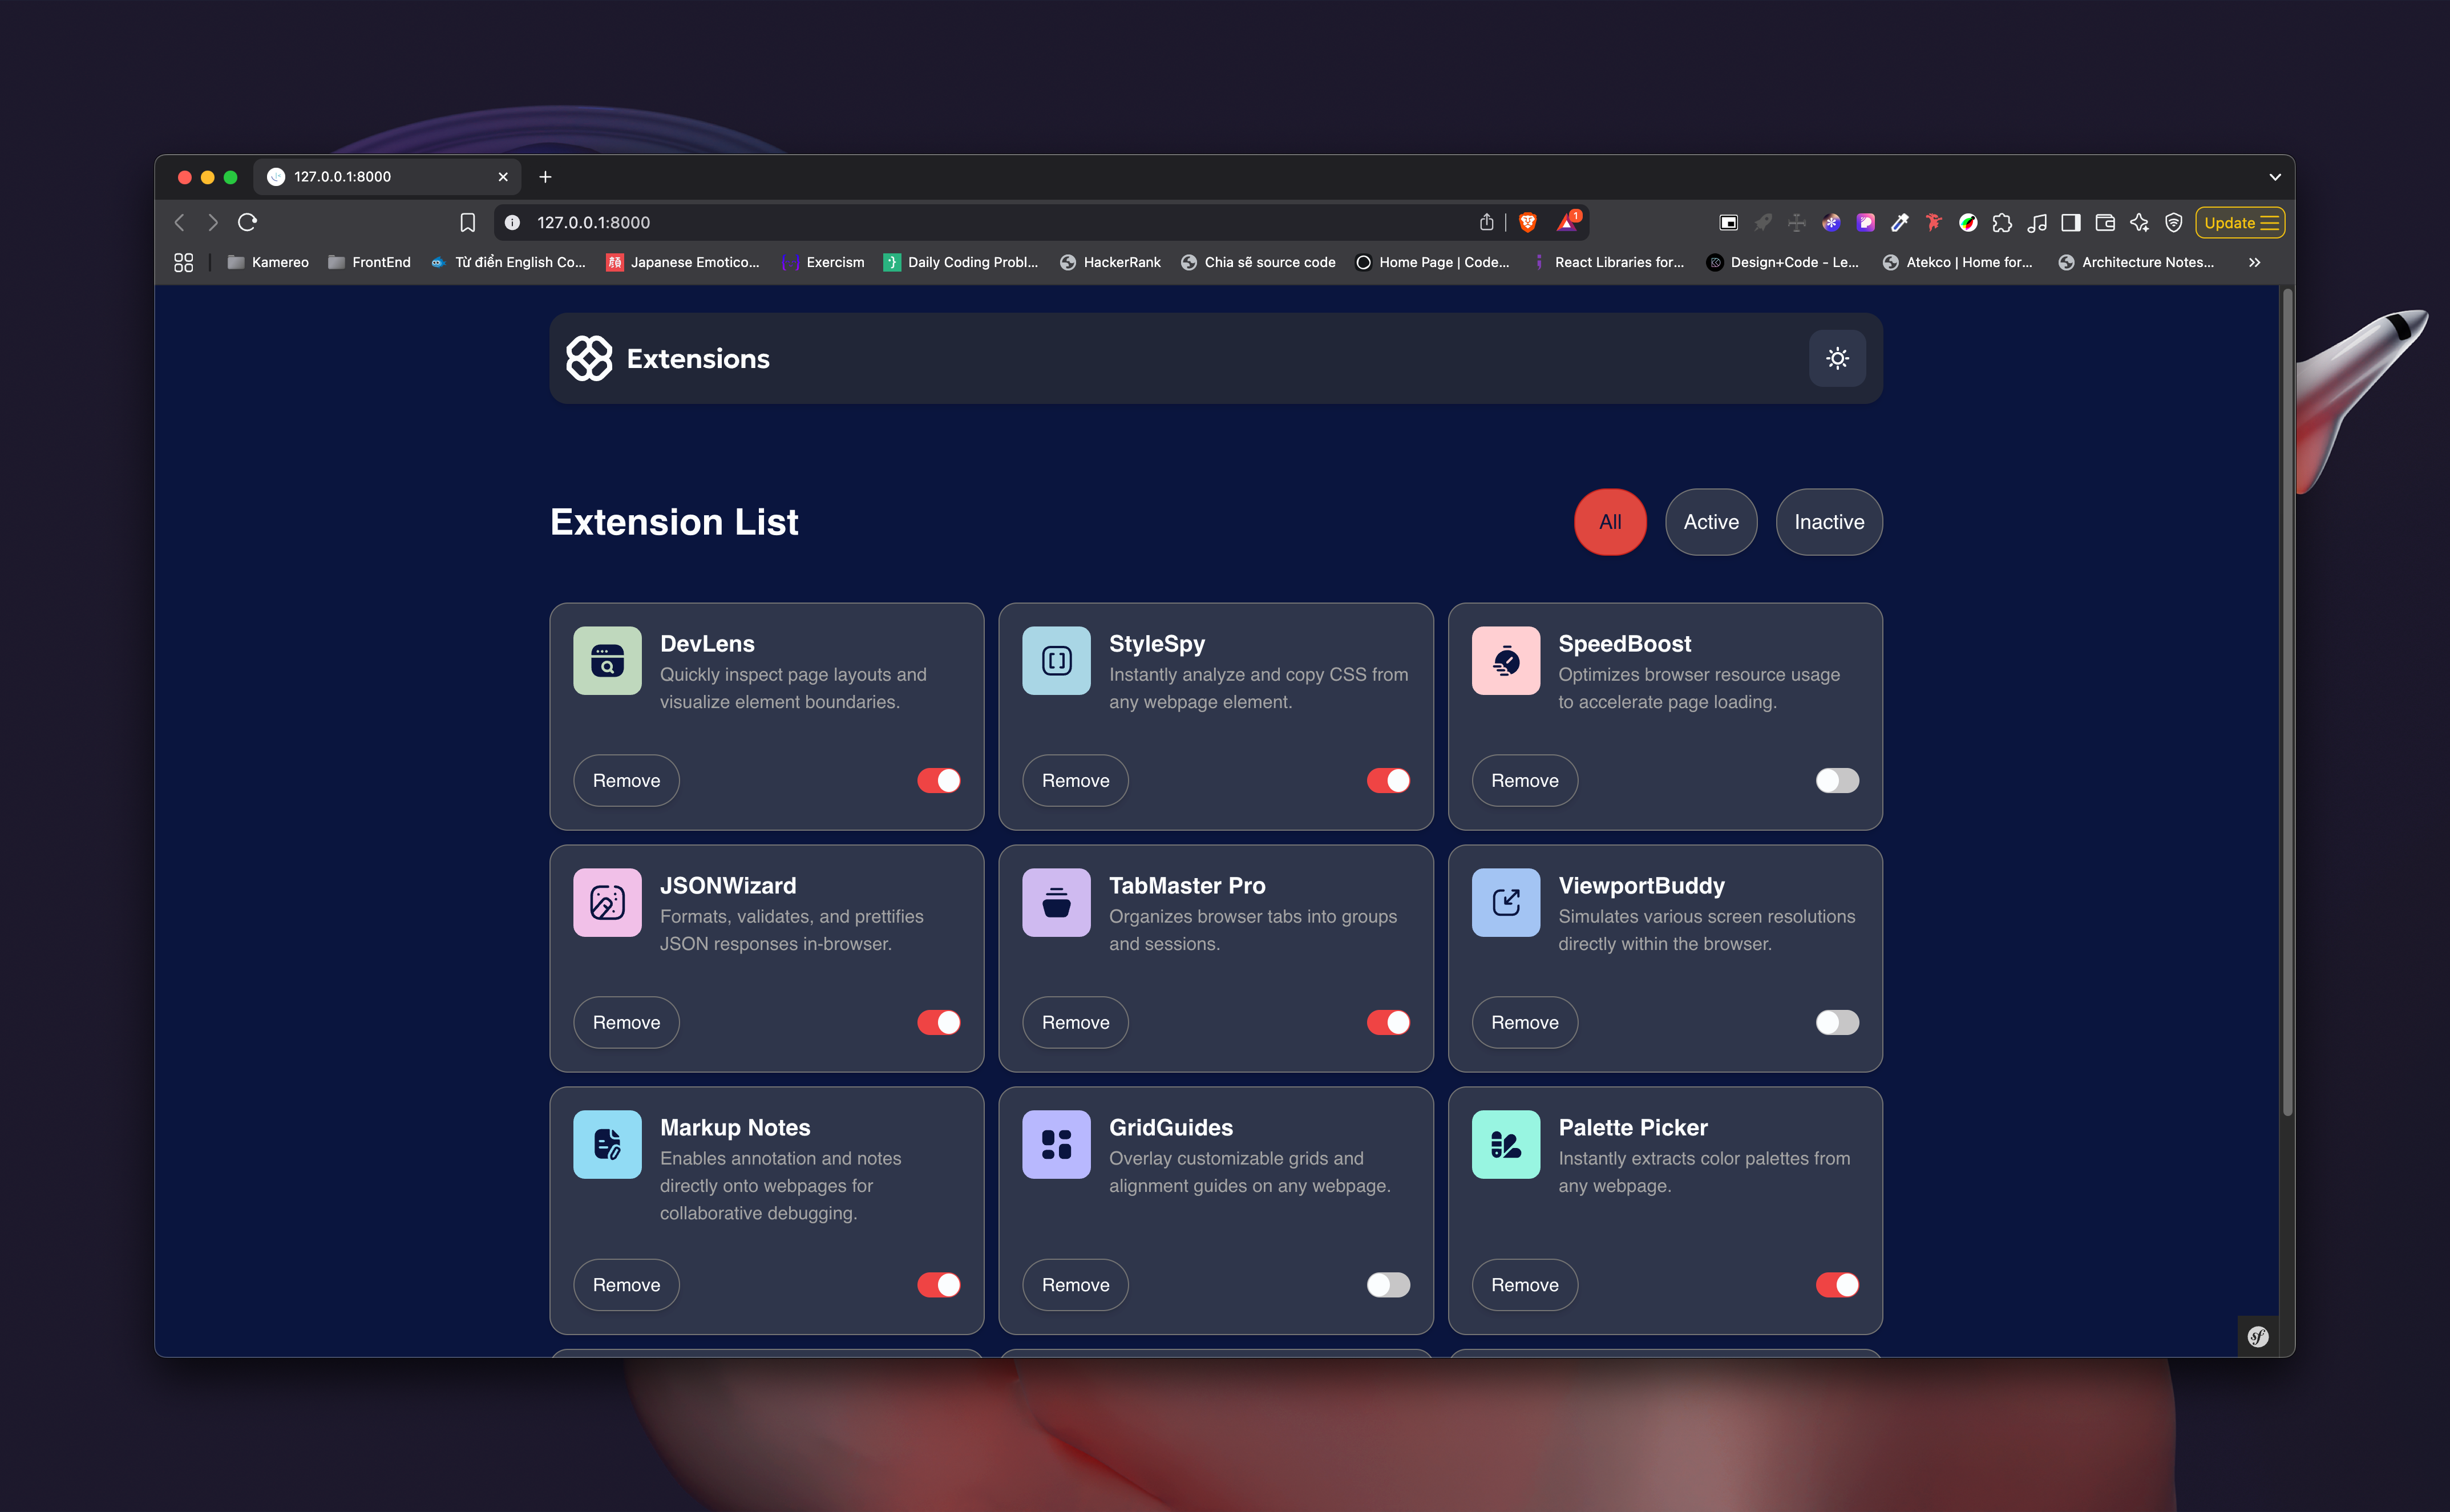 127.0.0.1:8000
127.0.0.1:8000
1
Update
Kamereo
FrontEnd
Từ điển English Co...
Japanese Emotico...
Exercism
Daily Coding Probl...
HackerRank
Chia sẽ source code
Home Page | Code...
React Libraries for...
Design+Code - Le...
Atekco | Home for...
Architecture Notes...
Extensions
Extension List
All
Active
Inactive
DevLens
Quickly inspect page layouts and
visualize element boundaries.
Remove
StyleSpy
Instantly analyze and copy CSS from
any webpage element.
Remove
SpeedBoost
Optimizes browser resource usage
to accelerate page loading.
Remove
JSONWizard
Formats, validates, and prettifies
JSON responses in-browser.
Remove
TabMaster Pro
Organizes browser tabs into groups
and sessions.
Remove
ViewportBuddy
Simulates various screen resolutions
directly within the browser.
Remove
Markup Notes
Enables annotation and notes
directly onto webpages for
collaborative debugging.
Remove
GridGuides
Overlay customizable grids and
alignment guides on any webpage.
Remove
Palette Picker
Instantly extracts color palettes from
any webpage.
Remove
sf